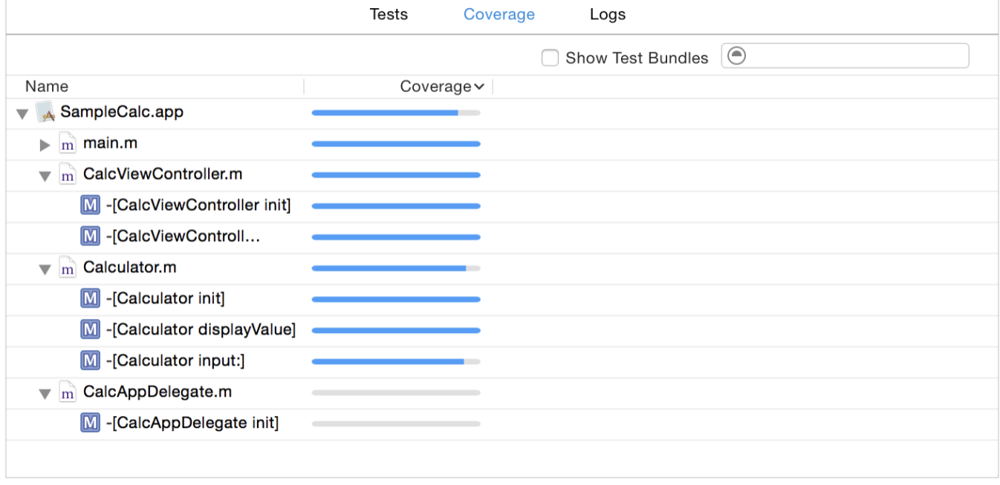 Tests Coverage Logs
Show Test Bundles
Name Coverage
SampleCalc.app
m main.m
m CalcViewController.m
M -[CalcViewController init]
M -[CalcViewControll...
m Calculator.m
M -[Calculator init]
M -[Calculator displayValue]
M -[Calculator input:]
m CalcAppDelegate.m
M -[CalcAppDelegate init]